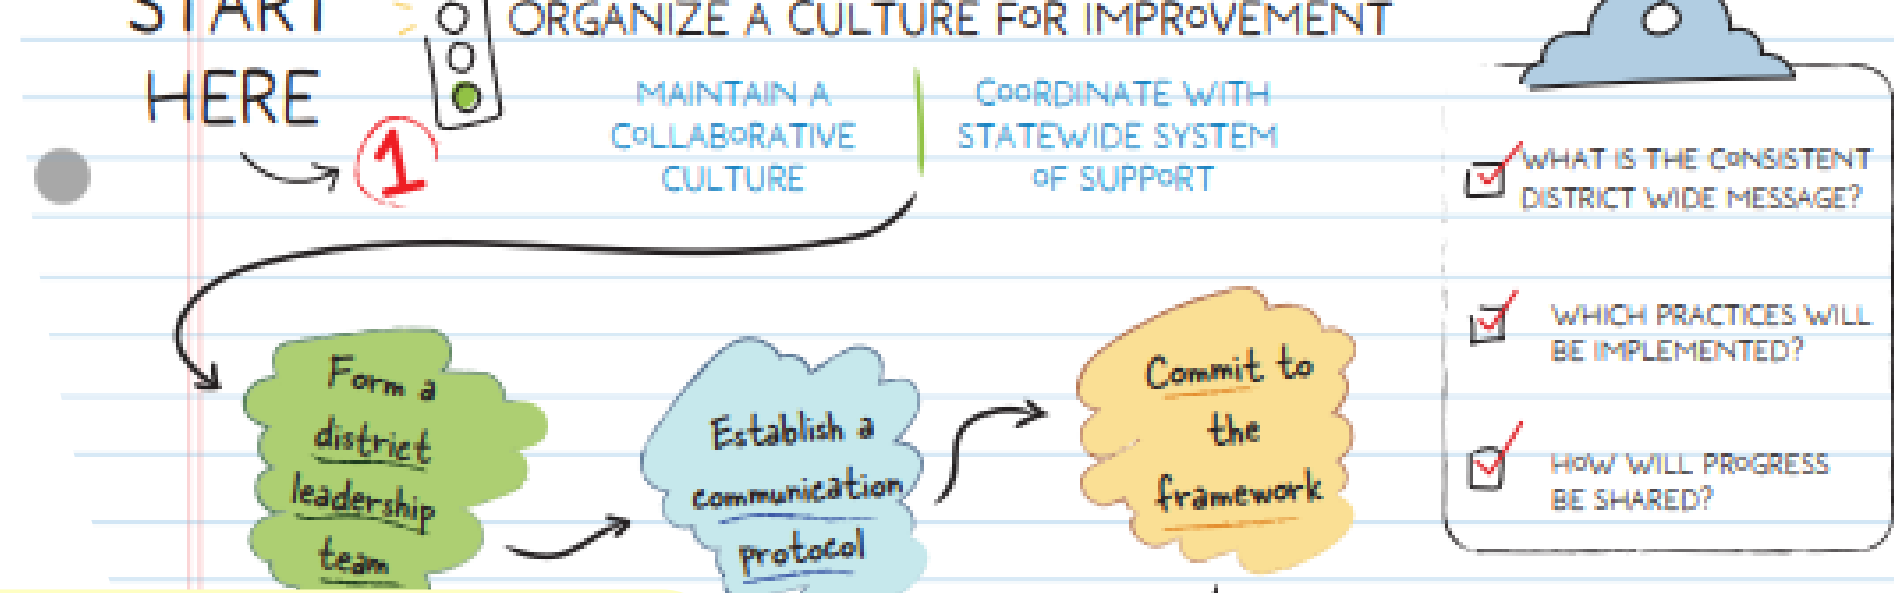 START
HERE
1
ORGANIZE A CULTURE FOR IMPROVEMENT
MAINTAIN A
COLLABORATIVE
CULTURE
COORDINATE WITH
STATEWIDE SYSTEM
OF SUPPORT
Form a
district
leadership
team
Establish a
communication
protocol
Commit to
the
framework
WHAT IS THE CONSISTENT
DISTRICT WIDE MESSAGE?
WHICH PRACTICES WILL
BE IMPLEMENTED?
HOW WILL PROGRESS
BE SHARED?